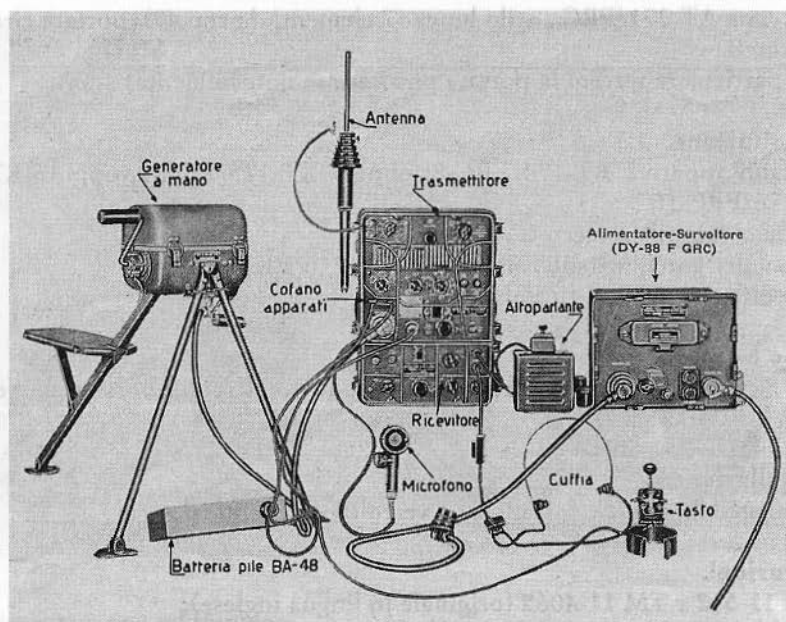 Antenna
Generatore
a mano
Trasmettitore
Alimentatore-Survoltore
(DY-88 F GRC)
Cofano
apparati
Altoparlante
Ricevitore
Microfono
Cuffia
Tasto
Batteria pile BA-48